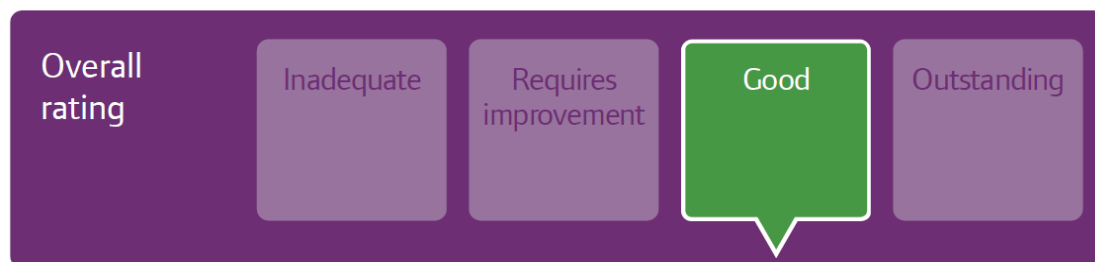 Overall
rating
Inadequate
Requires
improvement
Good
Outstanding